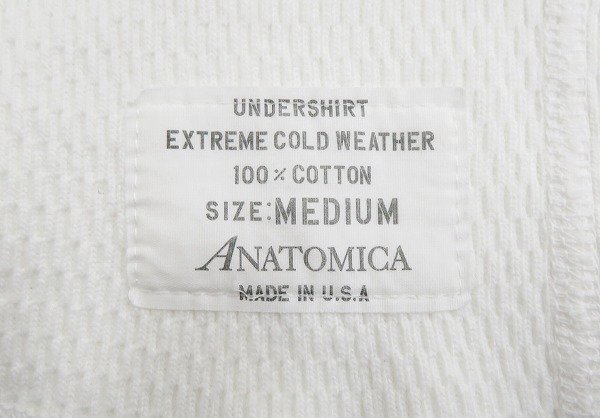 UNDERSHIRT
EXTREME COLD WEATHER
100% COTTON
SIZE: MEDIUM
ANATOMICA
MADE IN U.S.A